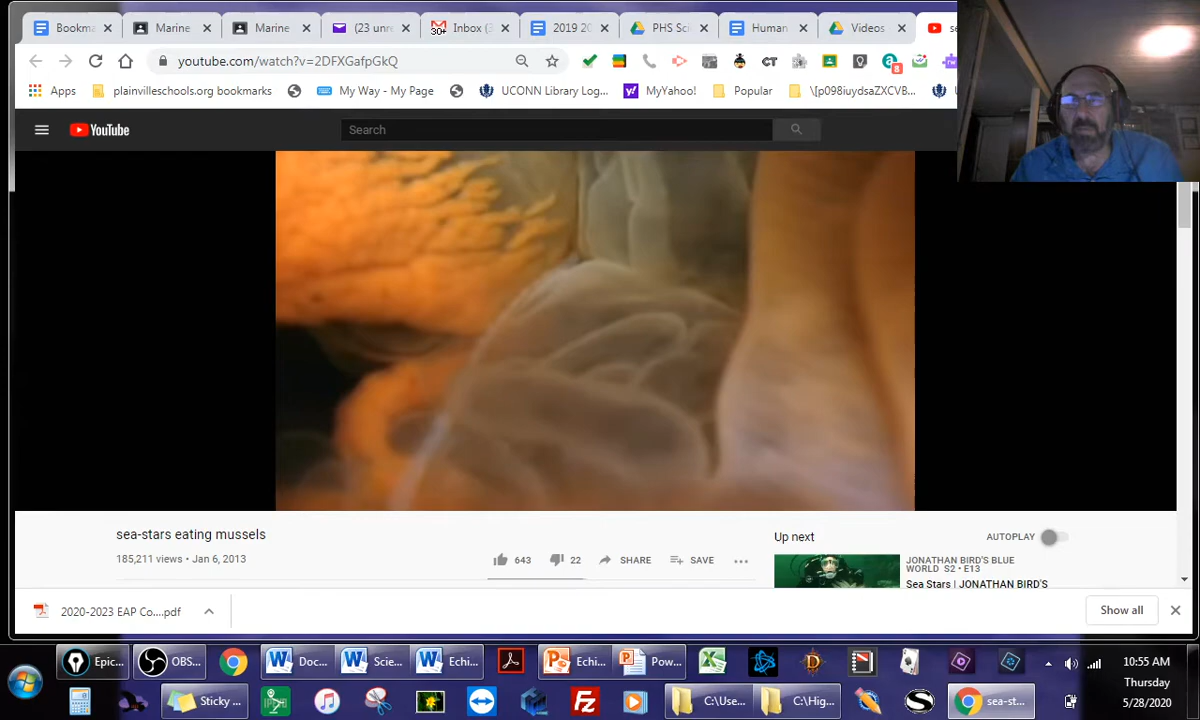 Bookma
Marine
Marine
(23 unr
Inbox (3
2019 20
PHS Sci
Human
Videos
se
youtube.com/watch?v=2DFXGafpGkQ
Apps
plainvilleschools.org bookmarks
My Way - My Page
UCONN Library Log...
MyYahoo!
Popular
\[p098iuydsaZXCVB...
YouTube
Search
sea-stars eating mussels
185,211 views • Jan 6, 2013
643
22
SHARE
SAVE
Up next
AUTOPLAY
JONATHAN BIRD'S BLUE
WORLD S2 • E13
Sea Stars | JONATHAN BIRD'S
2020-2023 EAP Co....pdf
Show all
Epic...
OBS...
Doc...
Scie...
Echi...
Echi...
Pow...
10:55 AM
Sticky ...
C:\Use...
C:\Hig...
sea-st...
Thursday
5/28/2020